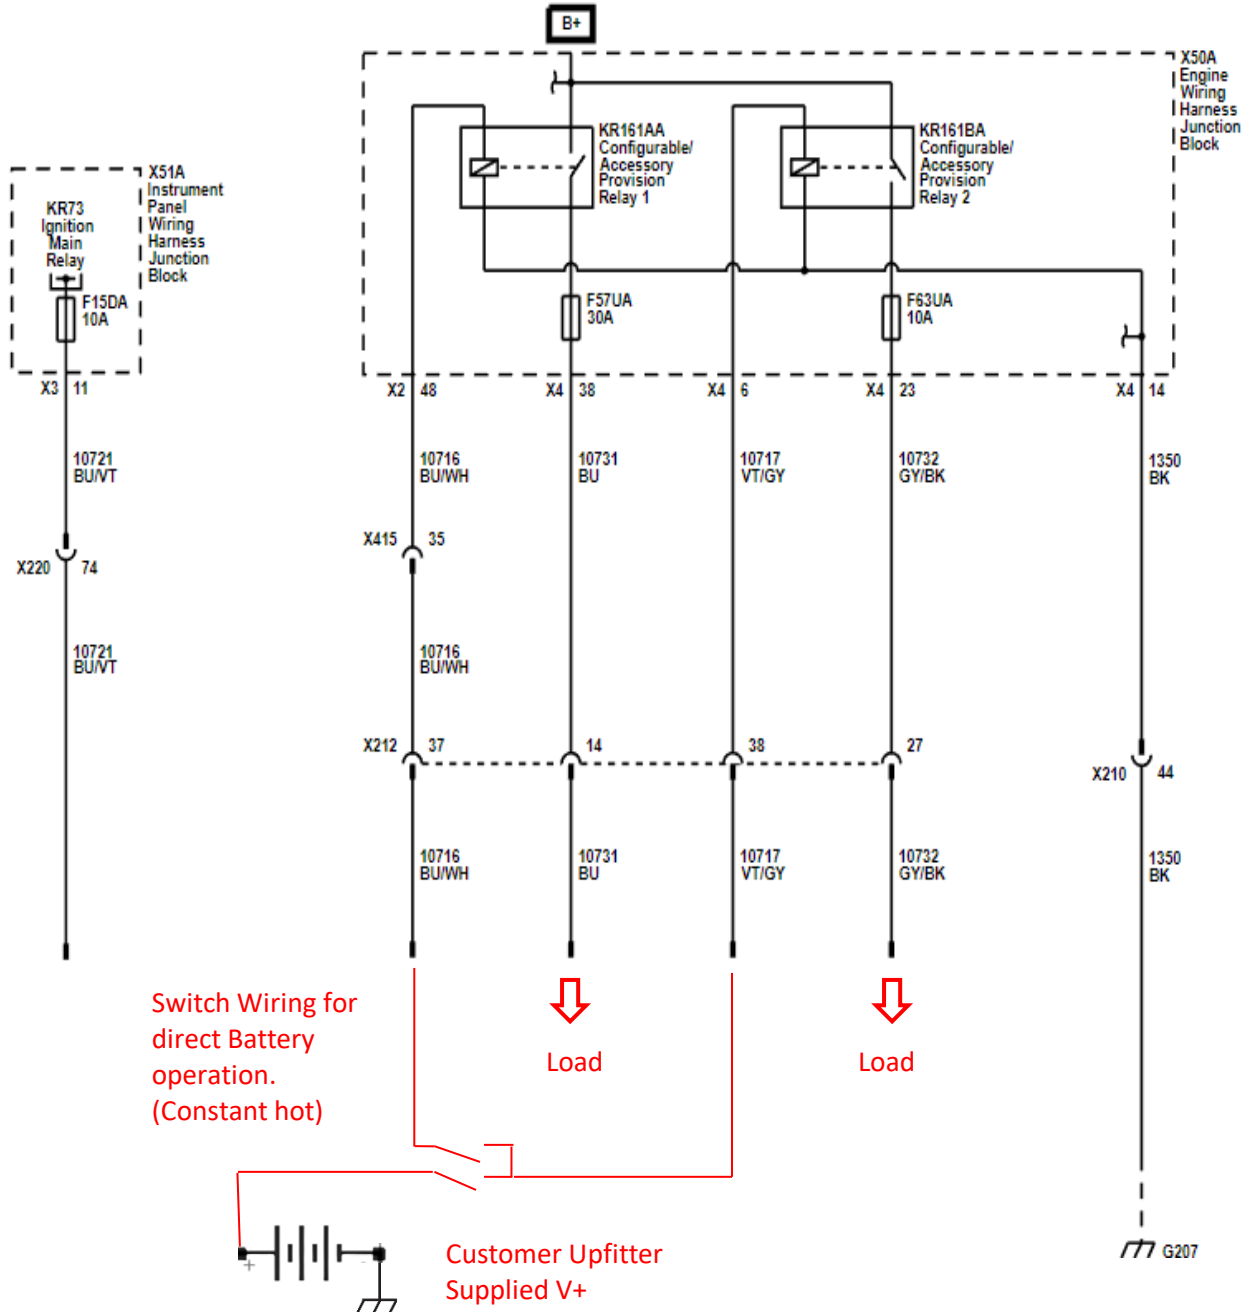 B+
X50A
Engine
Wiring
Harness
Junction
Block
KR161AA
Configurable/
Accessory
Provision
Relay 1
KR161BA
Configurable/
Accessory
Provision
Relay 2
X51A
Instrument
Panel
Wiring
Harness
Junction
Block
KR73
Ignition
Main
Relay
F15DA
10A
F57UA
30A
F63UA
10A
X3 11
X2 48
X4 38
X4 6
X4 23
X4 14
10721
BU/VT
10716
BU/WH
10731
BU
10717
VT/GY
10732
GY/BK
1350
BK
X415 35
X220 74
10721
BU/VT
10716
BU/WH
X212 37
14
38
27
X210 44
10716
BU/WH
10731
BU
10717
VT/GY
10732
GY/BK
1350
BK
Switch Wiring for
direct Battery
operation.
(Constant hot)
Load
Load
+
-
G207
Customer Upfitter
Supplied V+